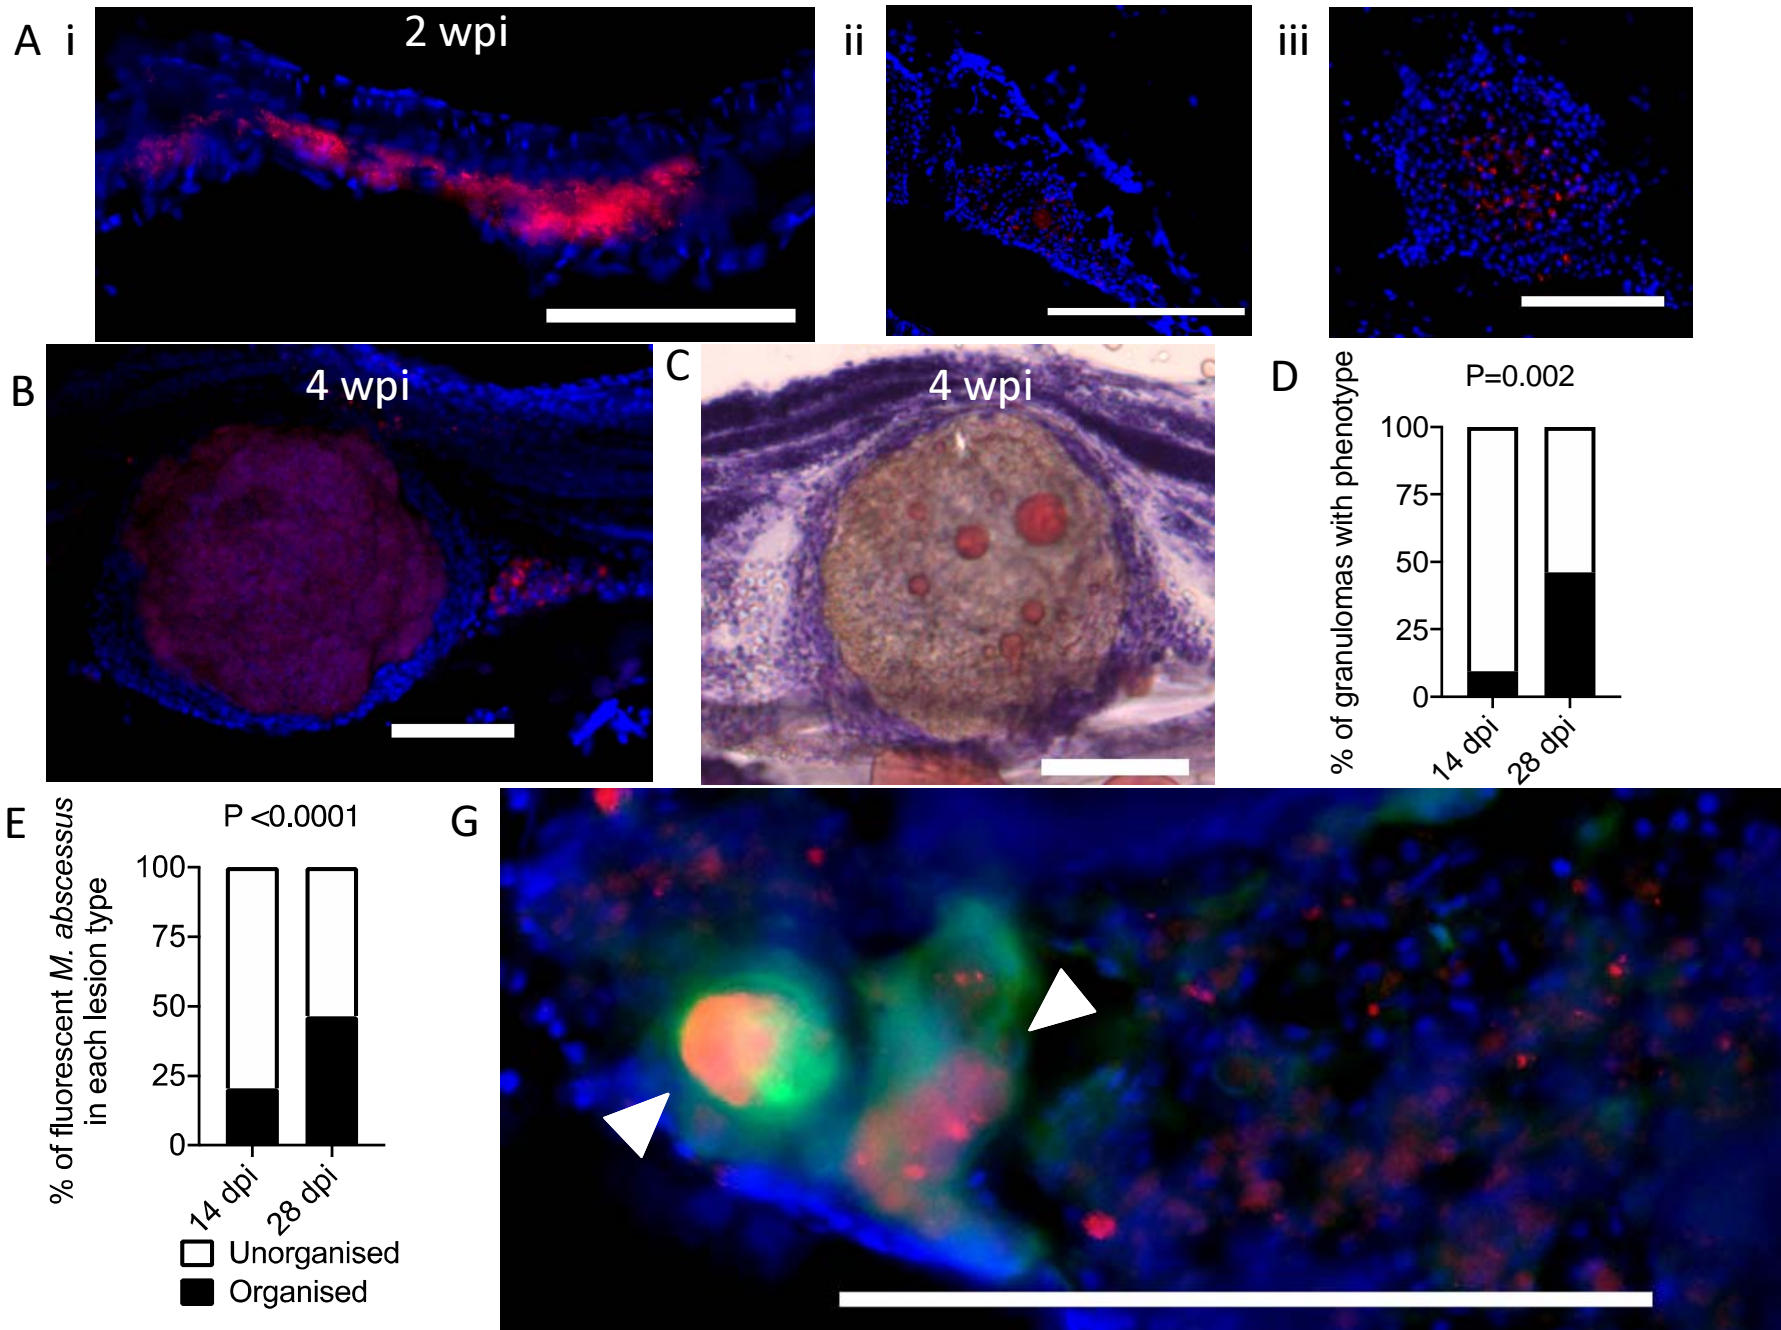 A i
2 wpi
ii
iii
B
4 wpi
C
4 wpi
D
P=0.002
% of granulomas with phenotype
100
75
50
25
0
14 dpi
28 dpi
E
P <0.0001
% of fluorescent M. abscessus
in each lesion type
100
75
50
25
0
14 dpi
28 dpi
Unorganised
Organised
G